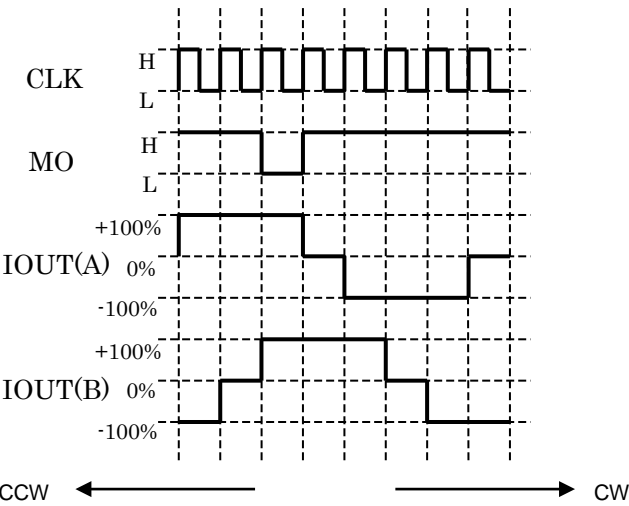 CLK
H
L
MO
H
L
IOUT(A)
+100%
0%
-100%
IOUT(B)
+100%
0%
-100%
CCW
CW